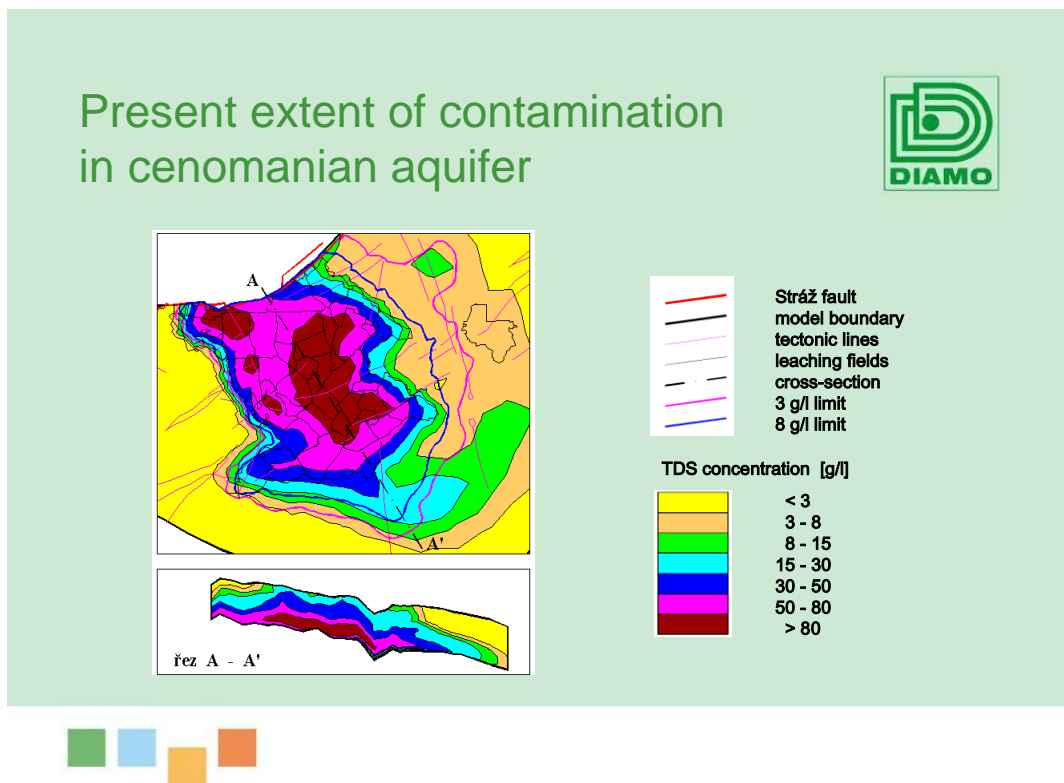 Present extent of contamination
in cenomanian aquifer
DIAMO
A
A'
řez A - A'
Stráž fault
model boundary
tectonic lines
leaching fields
cross-section
3 g/l limit
8 g/l limit
TDS concentration [g/l]
< 3
3 - 8
8 - 15
15 - 30
30 - 50
50 - 80
> 80